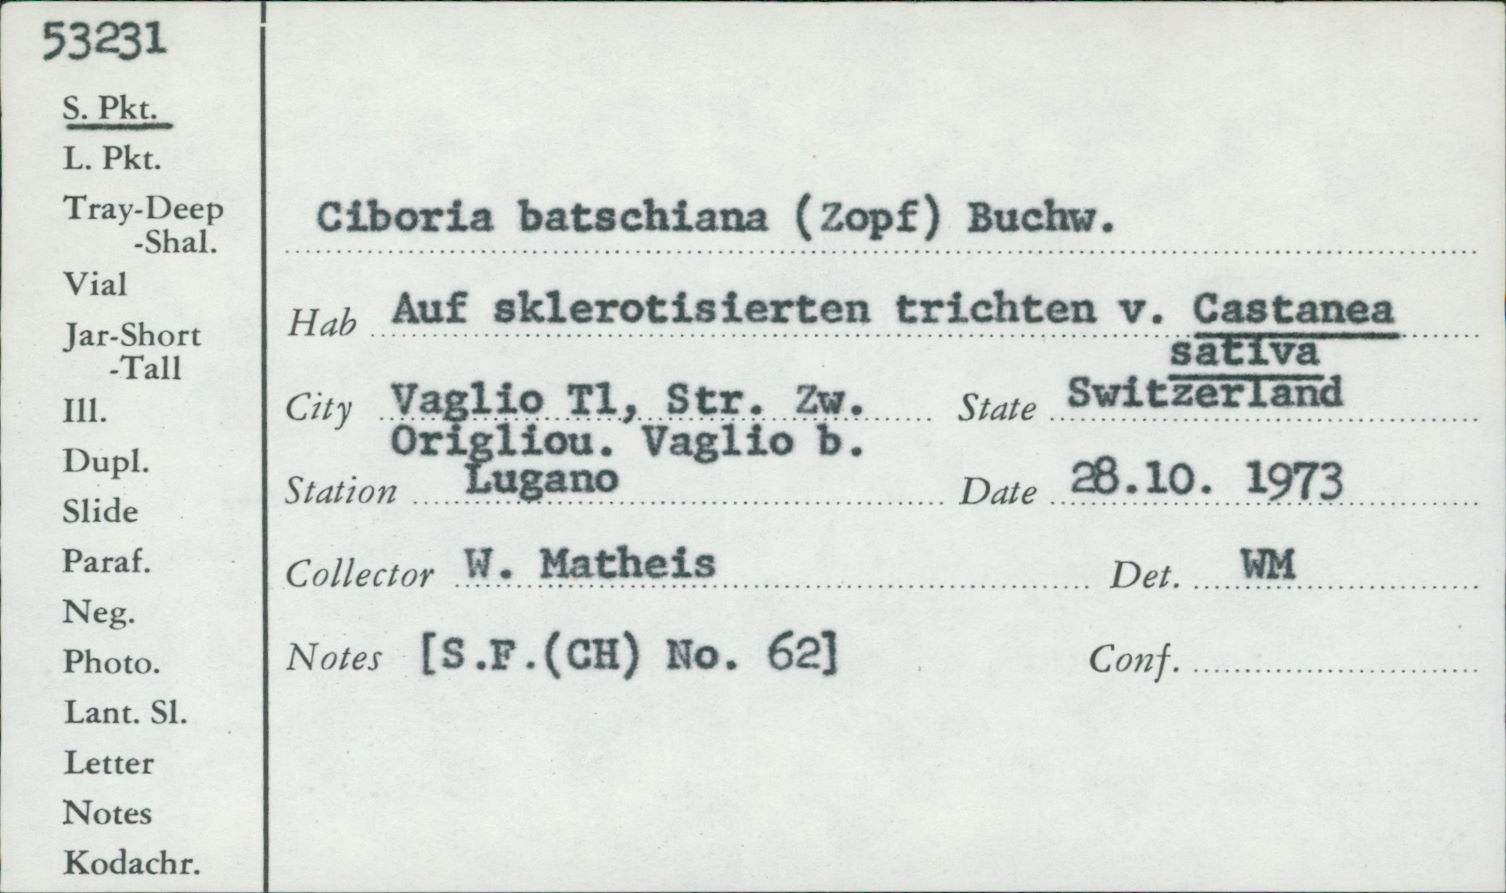 53231
S. Pkt.
L. Pkt.
Tray-Deep
-Shal.
Vial
Jar-Short
-Tall
Ill.
Dupl.
Slide
Paraf.
Neg.
Photo.
Lant. Sl.
Letter
Notes
Kodachr.
Ciboria batschiana (Zopf) Buchw.
Hab Auf sklerotisierten trichten v. Castanea
sativa
City Vaglio Tl, Str. Zw. State Switzerland
Origliou. Vaglio b.
Station Lugano Date 28.10. 1973
Collector W. Matheis Det. WM
Notes [S.F.(CH) No. 62] Conf.